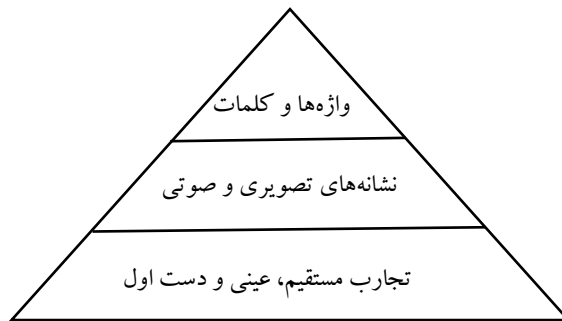 واژه‌ها و کلمات
نشانه‌های تصویری و صوتی
تجارب مستقیم، عینی و دست اول